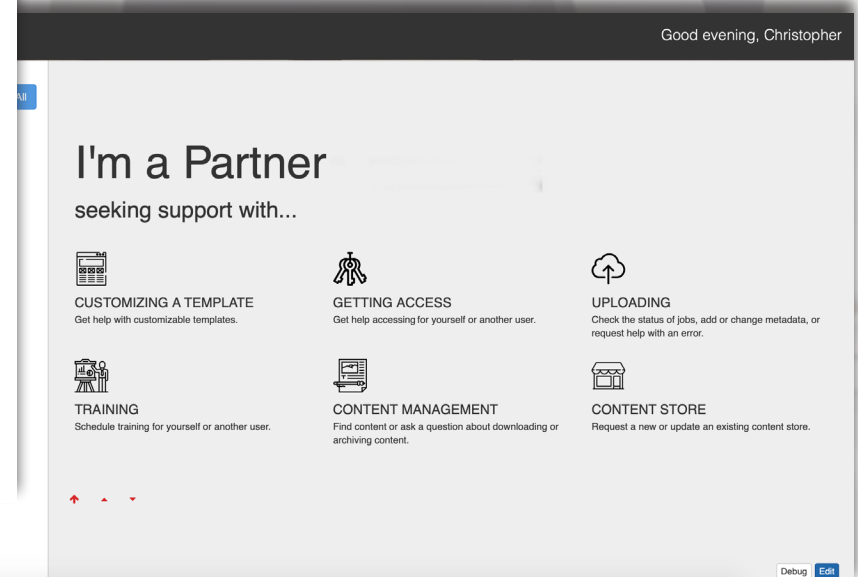 Good evening, Christopher
All
I'm a Partner
seeking support with...
CUSTOMIZING A TEMPLATE
Get help with customizable templates.
GETTING ACCESS
Get help accessing for yourself or another user.
UPLOADING
Check the status of jobs, add or change metadata, or
request help with an error.
TRAINING
Schedule training for yourself or another user.
CONTENT MANAGEMENT
Find content or ask a question about downloading or
archiving content.
CONTENT STORE
Request a new or update an existing content store.
Debug
Edit